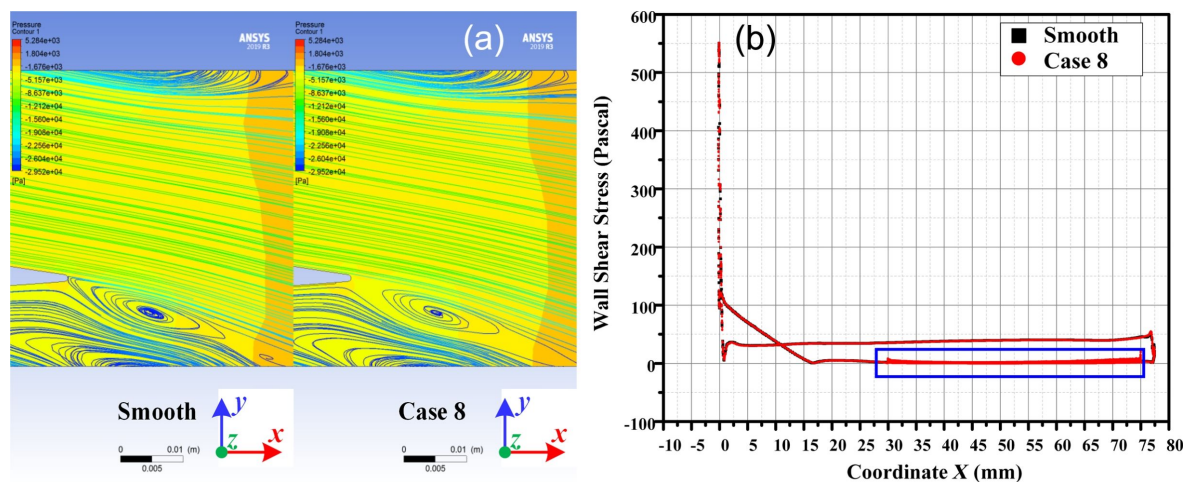 Pressure
Contour 1
5.284e+03
1.804e+03
-1.676e+03
-5.157e+03
-8.637e+03
-1.212e+04
-1.560e+04
-1.908e+04
-2.256e+04
-2.604e+04
-2.952e+04
[Pa]
ANSYS
2019 R3
Smooth
y
z
x
0
0.01 (m)
0.005
Pressure
Contour 1
5.284e+03
1.804e+03
-1.676e+03
-5.157e+03
-8.637e+03
-1.212e+04
-1.560e+04
-1.908e+04
-2.256e+04
-2.604e+04
-2.952e+04
[Pa]
(a)
ANSYS
2019 R3
Case 8
y
z
x
0
0.01 (m)
0.005
(b)
Smooth
Case 8
Wall Shear Stress (Pascal)
600
500
400
300
200
100
0
-100
-10 -5 0 5 10 15 20 25 30 35 40 45 50 55 60 65 70 75 80
Coordinate X (mm)